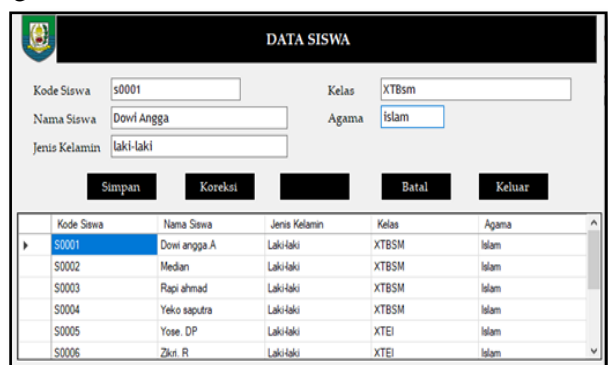 DATA SISWA
Kode Siswa s0001 Kelas XTBsm
Nama Siswa Dowi Angga Agama islam
Jenis Kelamin laki-laki
Simpan Koreksi Batal Keluar
Kode Siswa Nama Siswa Jenis Kelamin Kelas Agama
S0001 Dowi angga.A Laki-laki XTBSM Islam
S0002 Median Laki-laki XTBSM Islam
S0003 Rapi ahmad Laki-laki XTBSM Islam
S0004 Yeko saputra Laki-laki XTBSM Islam
S0005 Yose. DP Laki-laki XTEI Islam
S0006 Zikri. R Laki-laki XTEI Islam